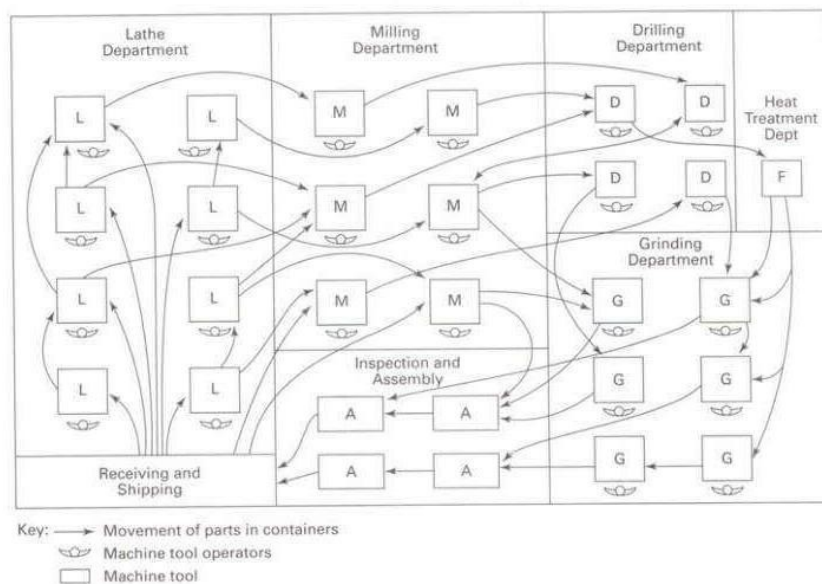 Lathe
Department
Milling
Department
Drilling
Department
Heat
Treatment
Dept
L
L
M
M
D
D
L
L
M
M
D
D
F
Grinding
Department
L
L
M
M
G
G
Inspection and
Assembly
L
L
A
A
G
G
Receiving and
Shipping
A
A
G
G
Key:
Movement of parts in containers
Machine tool operators
Machine tool